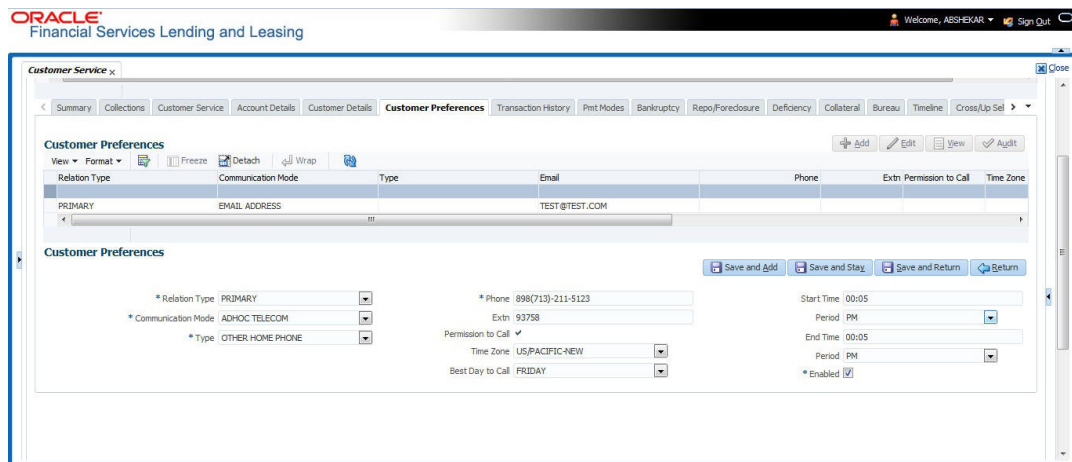 ORACLE
Financial Services Lending and Leasing
Welcome, ABSHEKAR Sign Out
Customer Service
Close
Summary Collections Customer Service Account Details Customer Details Customer Preferences Transaction History Pmt Modes Bankruptcy Repo/Foreclosure Deficiency Collateral Bureau Timeline Cross/Up Sel
Customer Preferences
Add Edit View Audit
View Format Freeze Detach Wrap
Relation Type Communication Mode Type Email Phone Extn Permission to Call Time Zone
PRIMARY EMAIL ADDRESS TEST@TEST.COM
Customer Preferences
Save and Add Save and Stay Save and Return Return
* Relation Type PRIMARY * Phone 898(713)-211-5123 Start Time 00:05
* Communication Mode ADHOC TELECOM Extn 93758 Period PM
* Type OTHER HOME PHONE Permission to Call End Time 00:05
Time Zone US/PACIFIC-NEW Period PM
Best Day to Call FRIDAY * Enabled